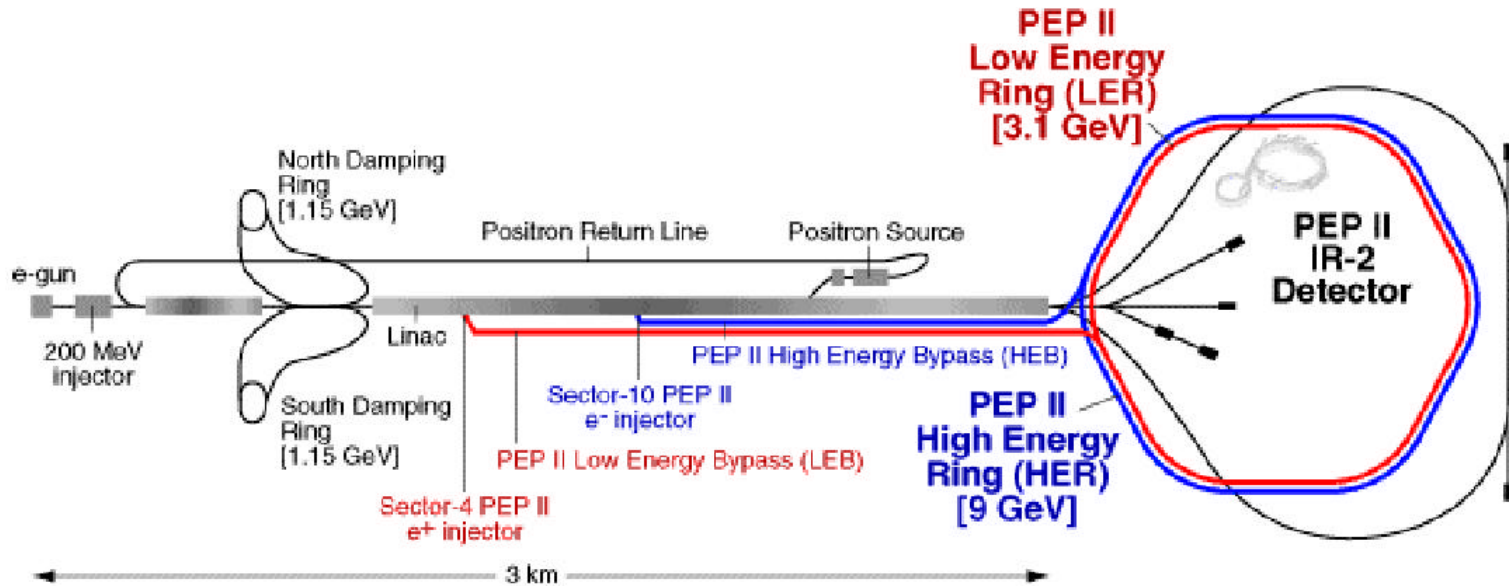 PEP II
Low Energy
Ring (LER)
[3.1 GeV]
North Damping
Ring
[1.15 GeV]
Positron Return Line
Positron Source
e-gun
PEP II
IR-2
Detector
200 MeV
injector
Linac
PEP II High Energy Bypass (HEB)
Sector-10 PEP II
e- injector
South Damping
Ring
[1.15 GeV]
PEP II Low Energy Bypass (LEB)
PEP II
High Energy
Ring (HER)
[9 GeV]
Sector-4 PEP II
e+ injector
3 km